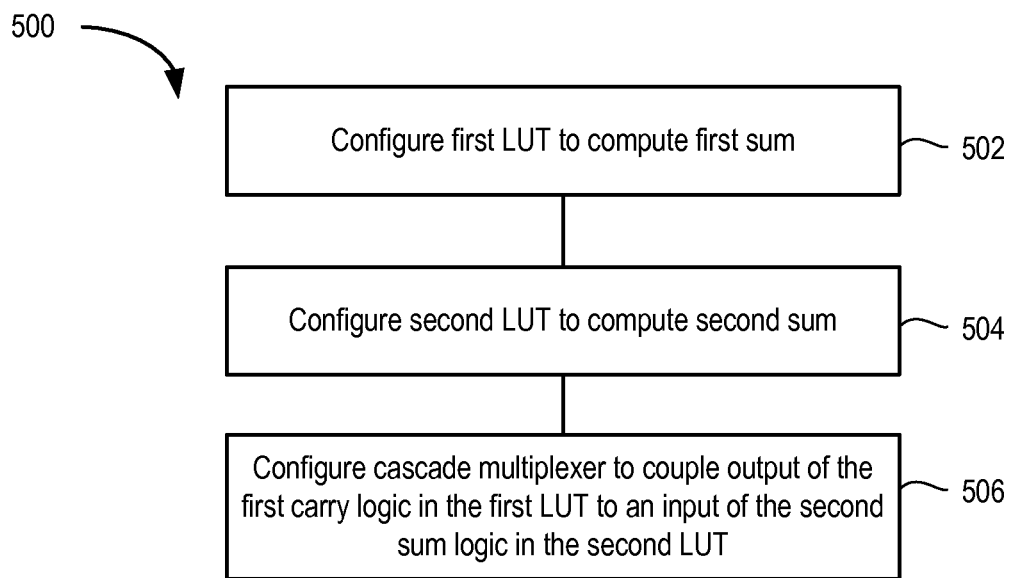 500
Configure first LUT to compute first sum
502
Configure second LUT to compute second sum
504
Configure cascade multiplexer to couple output of the
first carry logic in the first LUT to an input of the second
sum logic in the second LUT
506